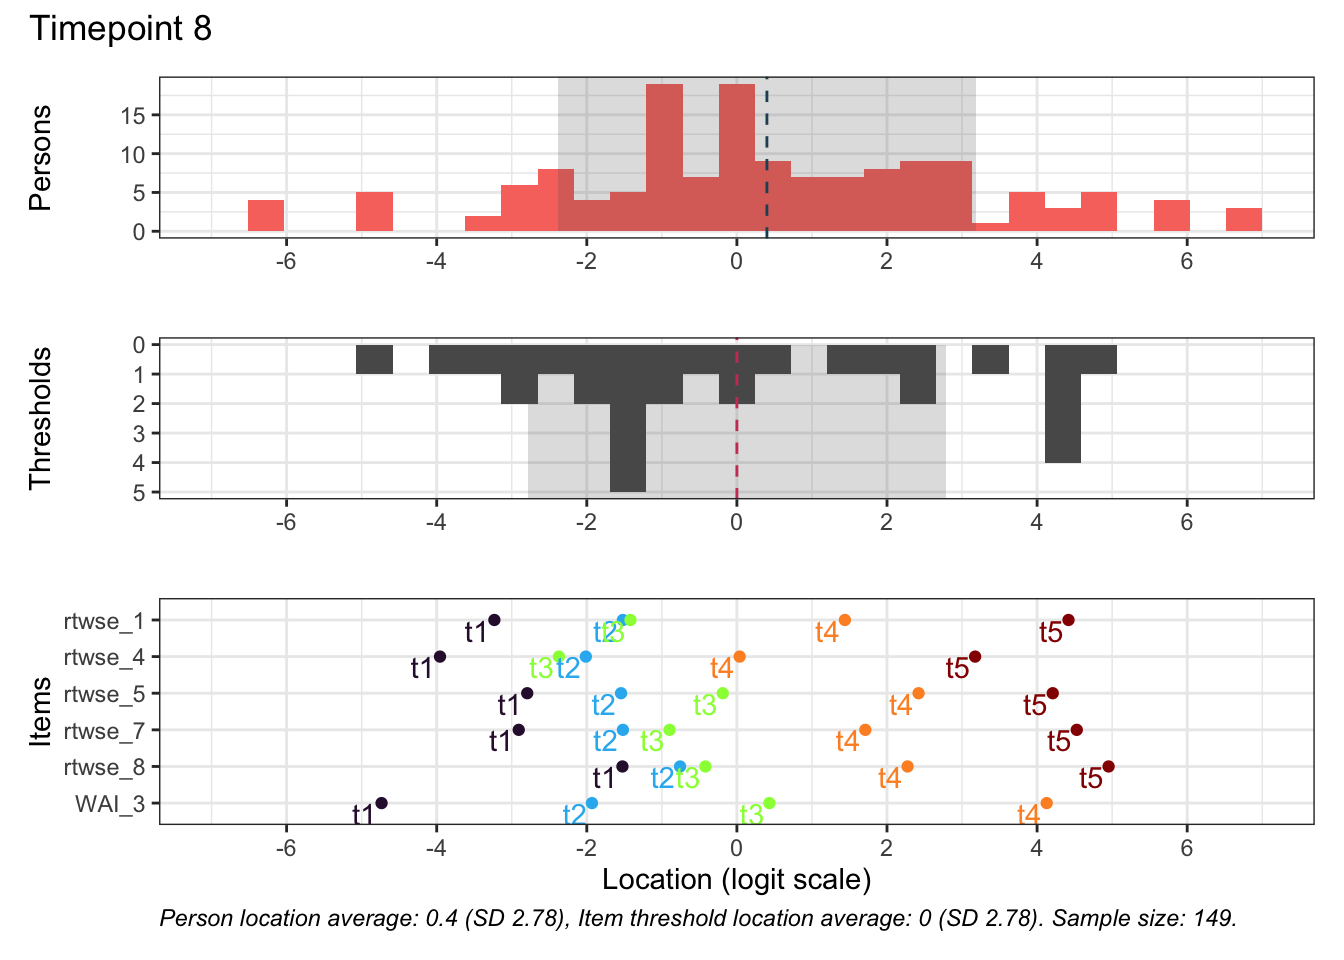 Timepoint 8
Persons
15
10
5
0
-6 -4 -2 0 2 4 6
Thresholds
0
1
2
3
4
5
-6 -4 -2 0 2 4 6
Items
rtwse_1 t1 t2 t3 t4 t5
rtwse_4 t1 t3 t2 t4 t5
rtwse_5 t1 t2 t3 t4 t5
rtwse_7 t1 t2 t3 t4 t5
rtwse_8 t1 t2 t3 t4 t5
WAI_3 t1 t2 t3 t4
-6 -4 -2 0 2 4 6
Location (logit scale)
Person location average: 0.4 (SD 2.78), Item threshold location average: 0 (SD 2.78). Sample size: 149.